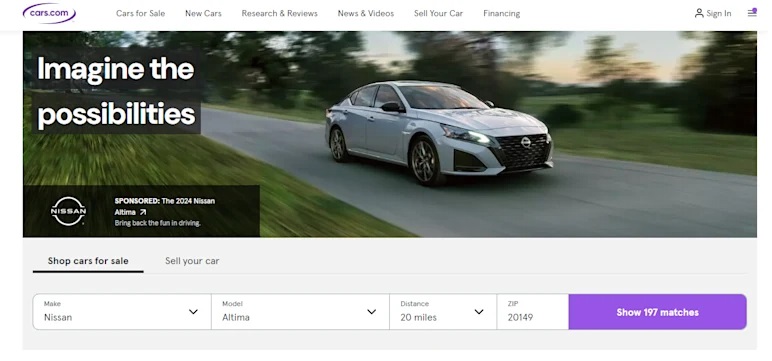 cars.com
Cars for Sale New Cars Research & Reviews News & Videos Sell Your Car Financing Sign In
Imagine the
possibilities
NISSAN
SPONSORED: The 2024 Nissan
Altima
Bring back the fun in driving.
Shop cars for sale Sell your car
Make Model Distance ZIP
Nissan Altima 20 miles 20149 Show 197 matches